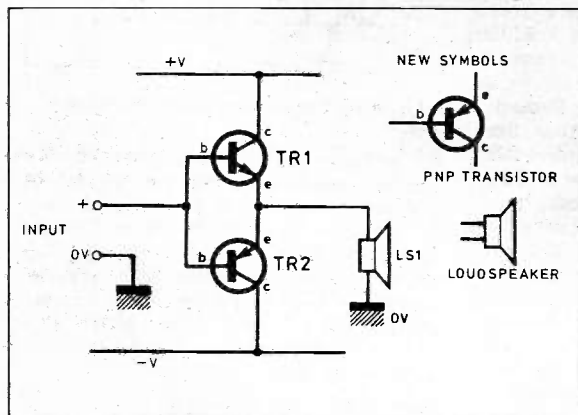 +V
NEW SYMBOLS
e
b
c
PNP TRANSISTOR
c
b
TR1
e
+
INPUT
e
0V
b
TR2
c
LS1
0V
LOUDSPEAKER
-V